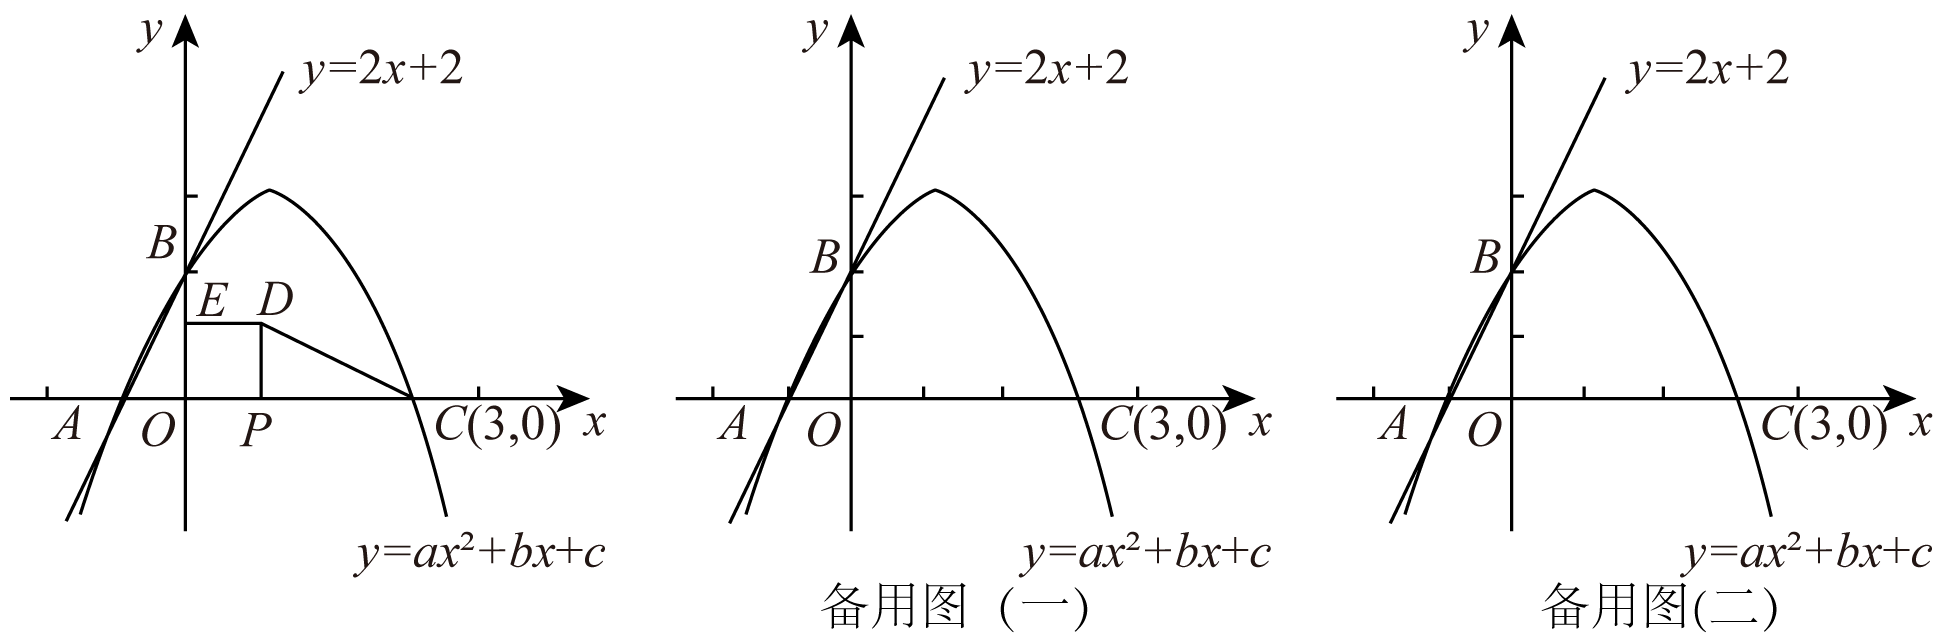 y
y=2x+2
B
E D
A O P C(3,0) x
y=ax²+bx+c
y
y=2x+2
B
A O C(3,0) x
y=ax²+bx+c
备用图 (一)
y
y=2x+2
B
A O C(3,0) x
y=ax²+bx+c
备用图(二)